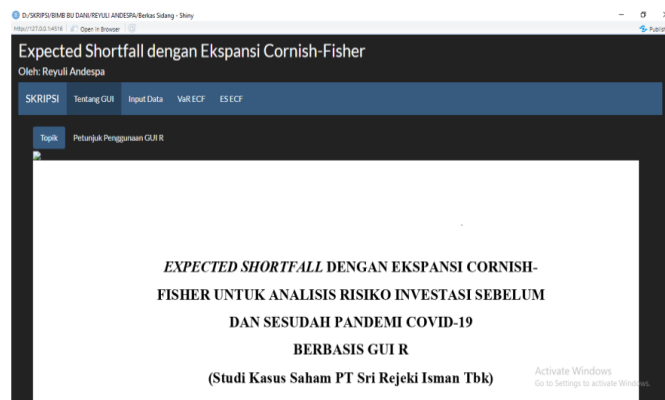 D:/SKRIPSI/BIMB BU DANI/REYULI ANDESPA/Berkas Sidang - Shiny
http://127.0.0.1:4516 Open in Browser
Publish
Expected Shortfall dengan Ekspansi Cornish-Fisher
Oleh: Reyuli Andespa
SKRIPSI Tentang GUI Input Data VaR ECF ES ECF
Topik Petunjuk Penggunaan GUI R
EXPECTED SHORTFALL DENGAN EKSPANSI CORNISH-
FISHER UNTUK ANALISIS RISIKO INVESTASI SEBELUM
DAN SESUDAH PANDEMI COVID-19
BERBASIS GUI R
(Studi Kasus Saham PT Sri Rejeki Isman Tbk)
Activate Windows
Go to Settings to activate Windows.